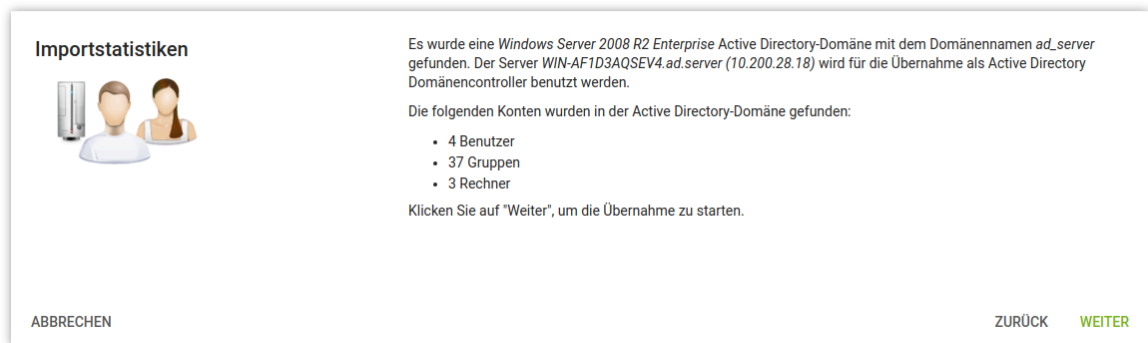 Importstatistiken
Es wurde eine Windows Server 2008 R2 Enterprise Active Directory-Domäne mit dem Domänennamen ad_server
gefunden. Der Server WIN-AF1D3AQSEV4.ad.server (10.200.28.18) wird für die Übernahme als Active Directory
Domänencontroller benutzt werden.
Die folgenden Konten wurden in der Active Directory-Domäne gefunden:
• 4 Benutzer
• 37 Gruppen
• 3 Rechner
Klicken Sie auf "Weiter", um die Übernahme zu starten.
ABBRECHEN
ZURÜCK
WEITER